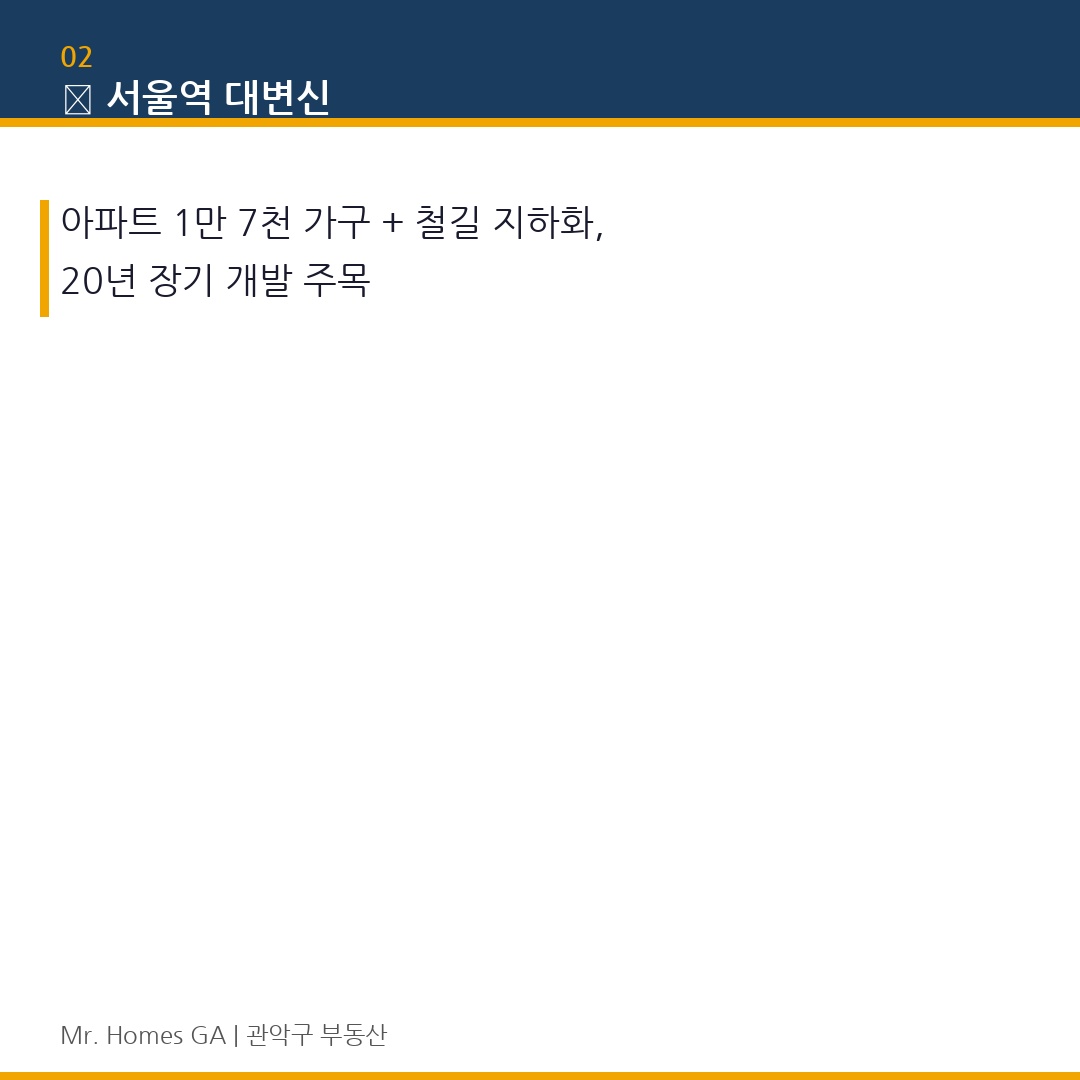 02
서울역 대변신
아파트 1만 7천 가구 + 철길 지하화,
20년 장기 개발 주목
Mr. Homes GA | 관악구 부동산